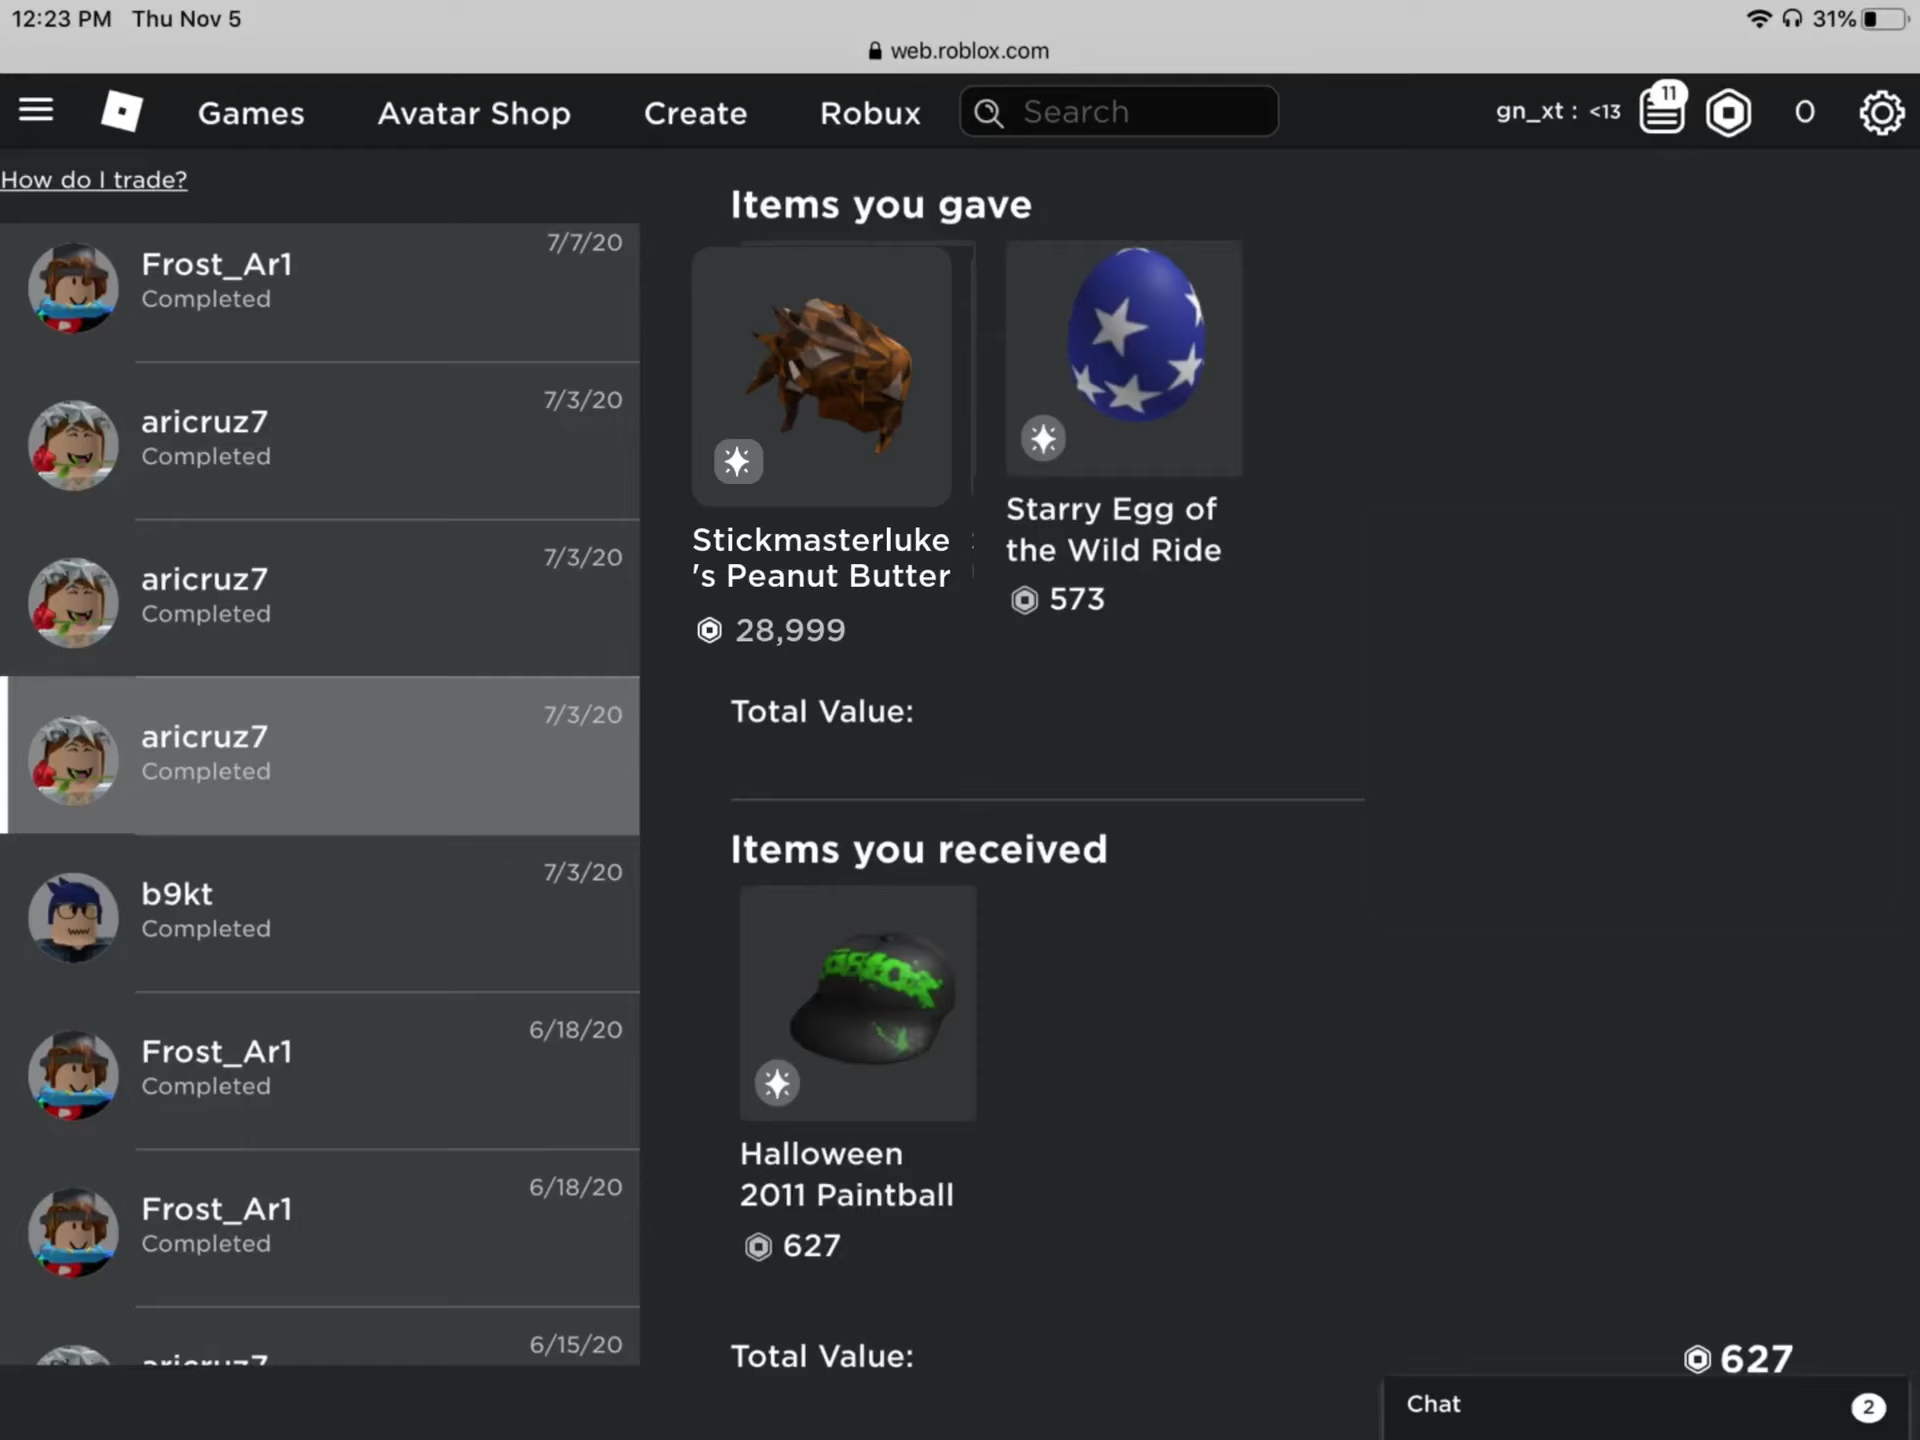 12:23 PM Thu Nov 5
31%
web.roblox.com
Games
Avatar Shop
Create
Robux
Search
gn_xt : <13
11
0
How do I trade?
Frost_Ar1
7/7/20
Completed
aricruz7
7/3/20
Completed
aricruz7
7/3/20
Completed
aricruz7
7/3/20
Completed
b9kt
7/3/20
Completed
Frost_Ar1
6/18/20
Completed
Frost_Ar1
6/18/20
Completed
aricruz7
6/15/20
Items you gave
Stickmasterluke
's Peanut Butter
28,999
Starry Egg of
the Wild Ride
573
Total Value:
Items you received
Halloween
2011 Paintball
627
Total Value:
627
Chat
2